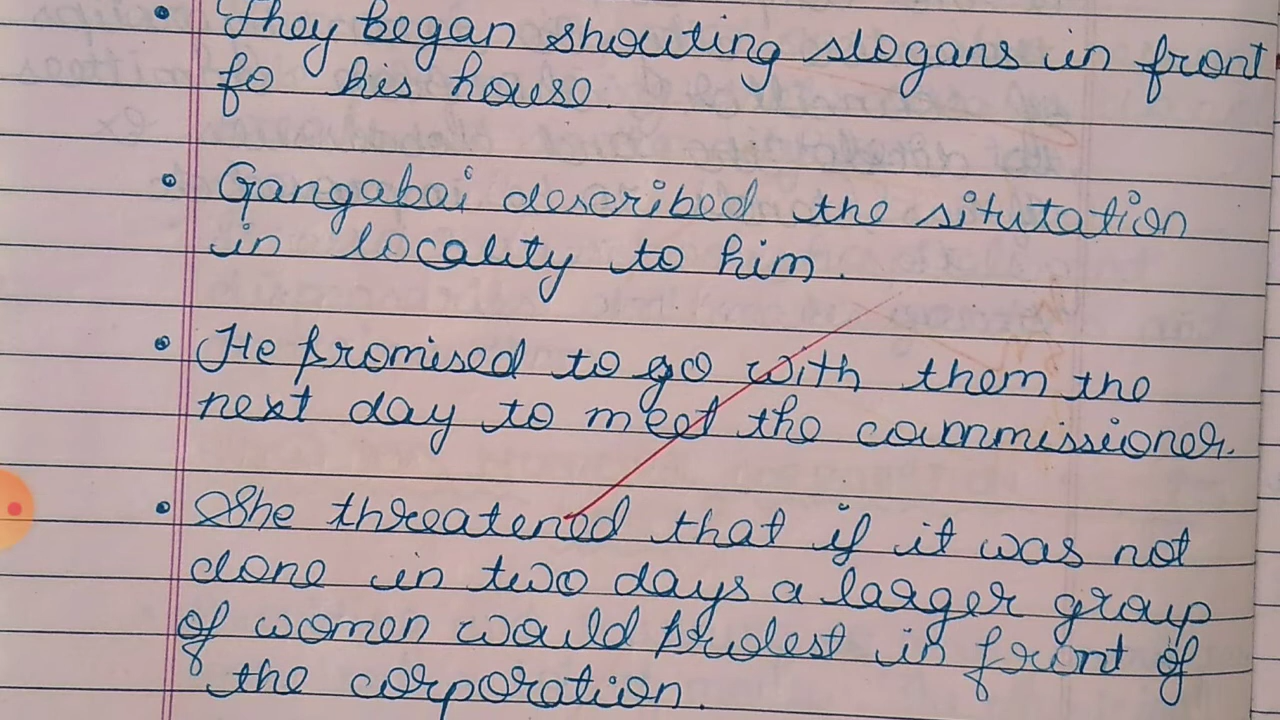 • They began shouting slogans in front
fo his house.
• Gangabai described the situtation
in locality to him.
• He promised to go with them the
next day to meet the coummissioner.
• She threatened that if it was not
done in two days a larger group
of women would prutest in front of
the corporation.